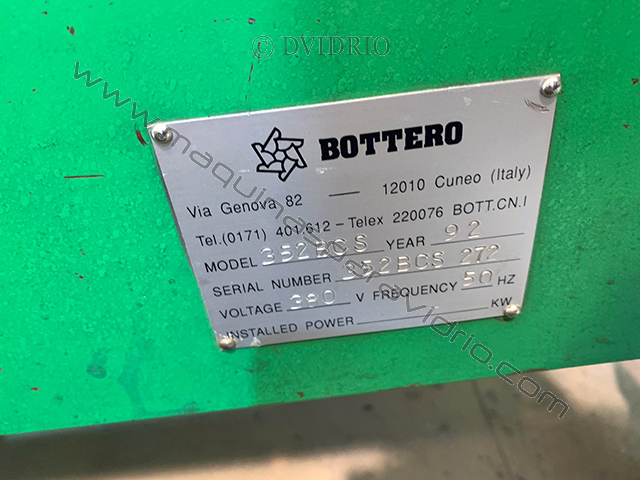 © DVIDRIO
www.maquinasparavidrio.com
BOTTERO
Via Genova 82 — 12010 Cuneo (Italy)
Tel.(0171) 401.612 - Telex 220076 BOTT.CN.I
MODEL 352BCS YEAR 92
SERIAL NUMBER 352BCS 272
VOLTAGE 380 V FREQUENCY 50 HZ
INSTALLED POWER KW